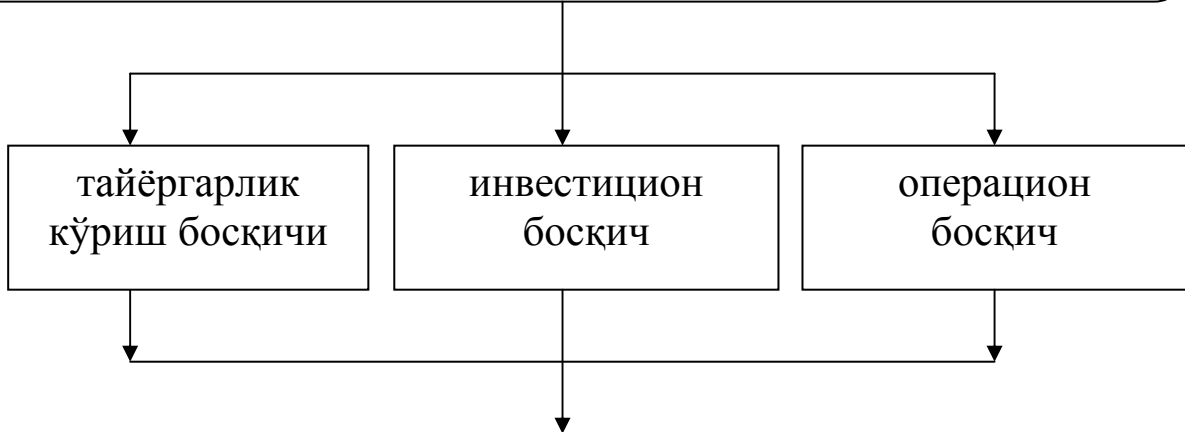 тайёргарлик
кўриш босқичи
инвестицион
босқич
операцион
босқич